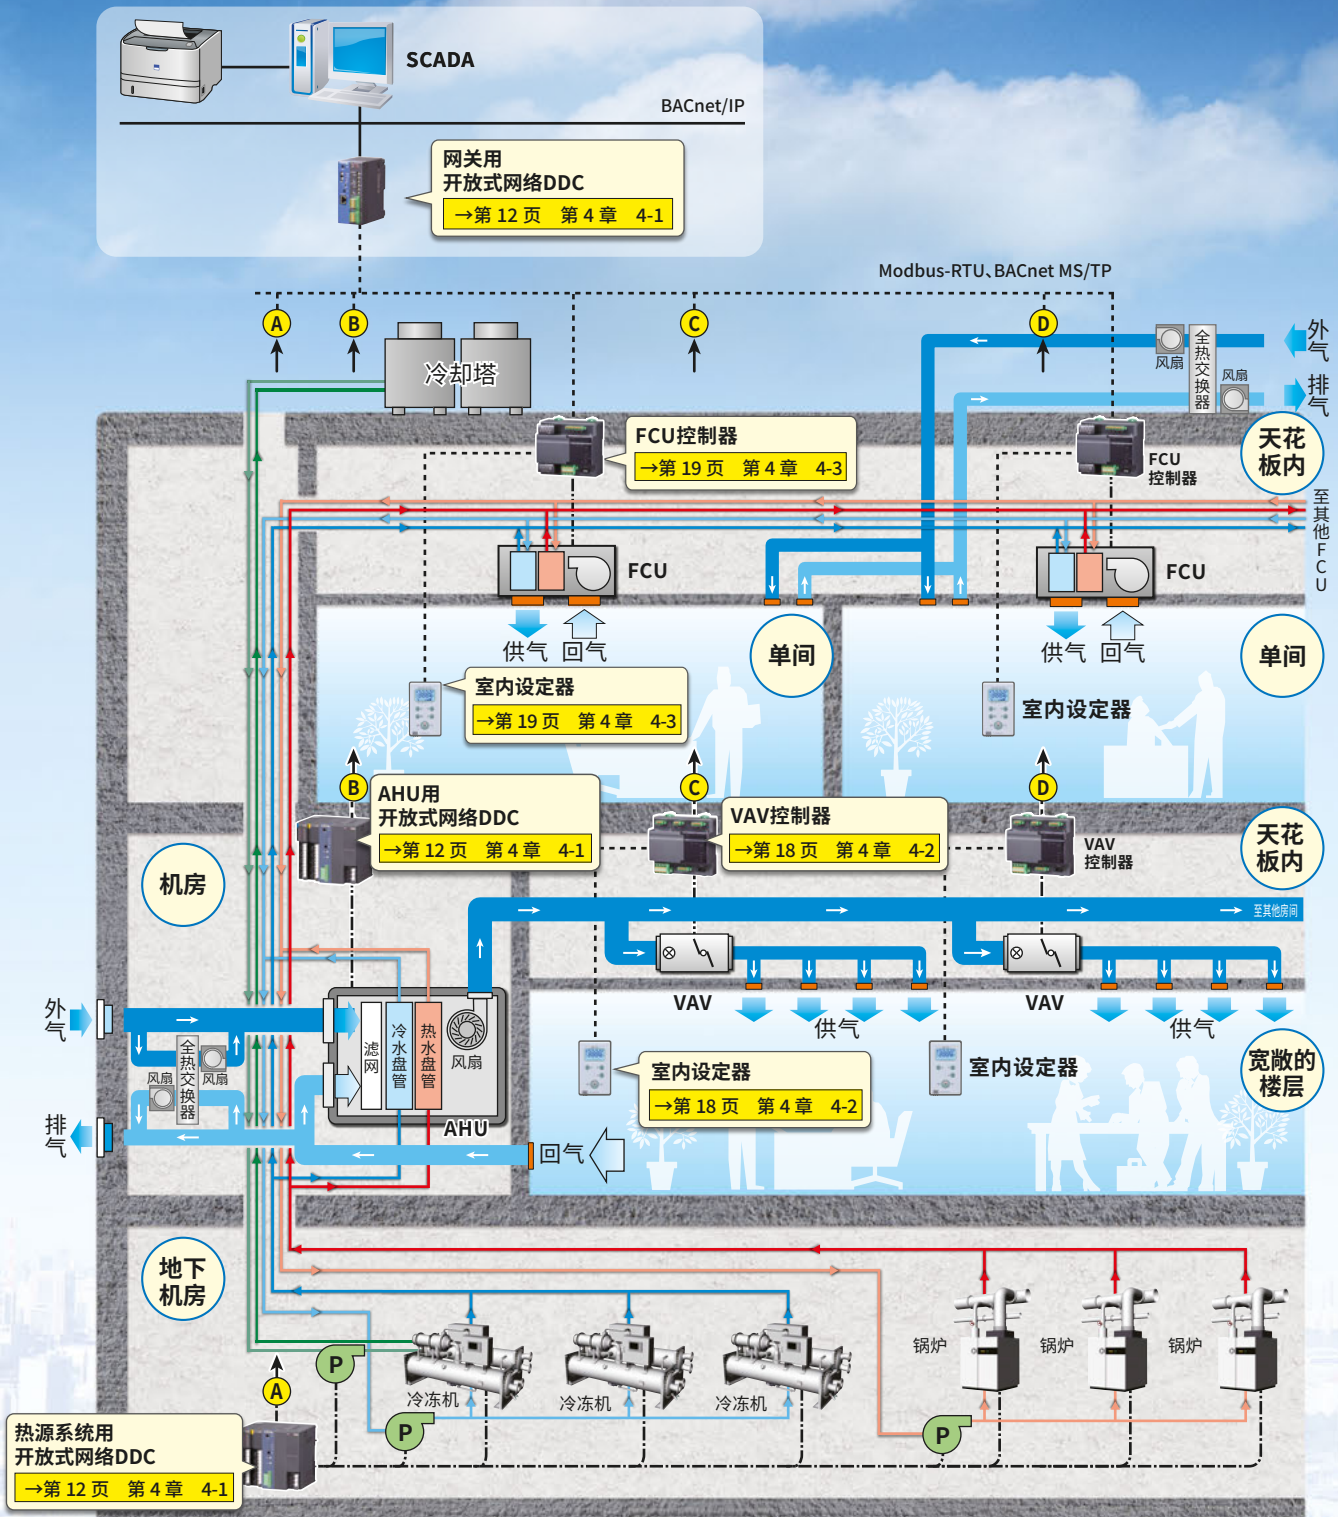 SCADA
BACnet/IP
网关用
开放式网络DDC
→第 12 页 第 4 章 4-1
Modbus-RTU、BACnet MS/TP
A
B
C
D
冷却塔
风扇
全热交换器
风扇
外气
排气
FCU控制器
→第 19 页 第 4 章 4-3
FCU
控制器
天花
板内
至其他FCU
FCU
FCU
供气
回气
单间
供气
回气
单间
室内设定器
→第 19 页 第 4 章 4-3
室内设定器
B
C
D
AHU用
开放式网络DDC
→第 12 页 第 4 章 4-1
VAV控制器
→第 18 页 第 4 章 4-2
VAV
控制器
天花
板内
机房
至其他房间
外气
全热交换器
风扇
风扇
排气
滤网
冷水盘管
热水盘管
风扇
AHU
VAV
供气
VAV
供气
室内设定器
→第 18 页 第 4 章 4-2
室内设定器
宽敞的
楼层
回气
地下
机房
P
A
冷冻机
冷冻机
冷冻机
锅炉
锅炉
锅炉
P
P
热源系统用
开放式网络DDC
→第 12 页 第 4 章 4-1